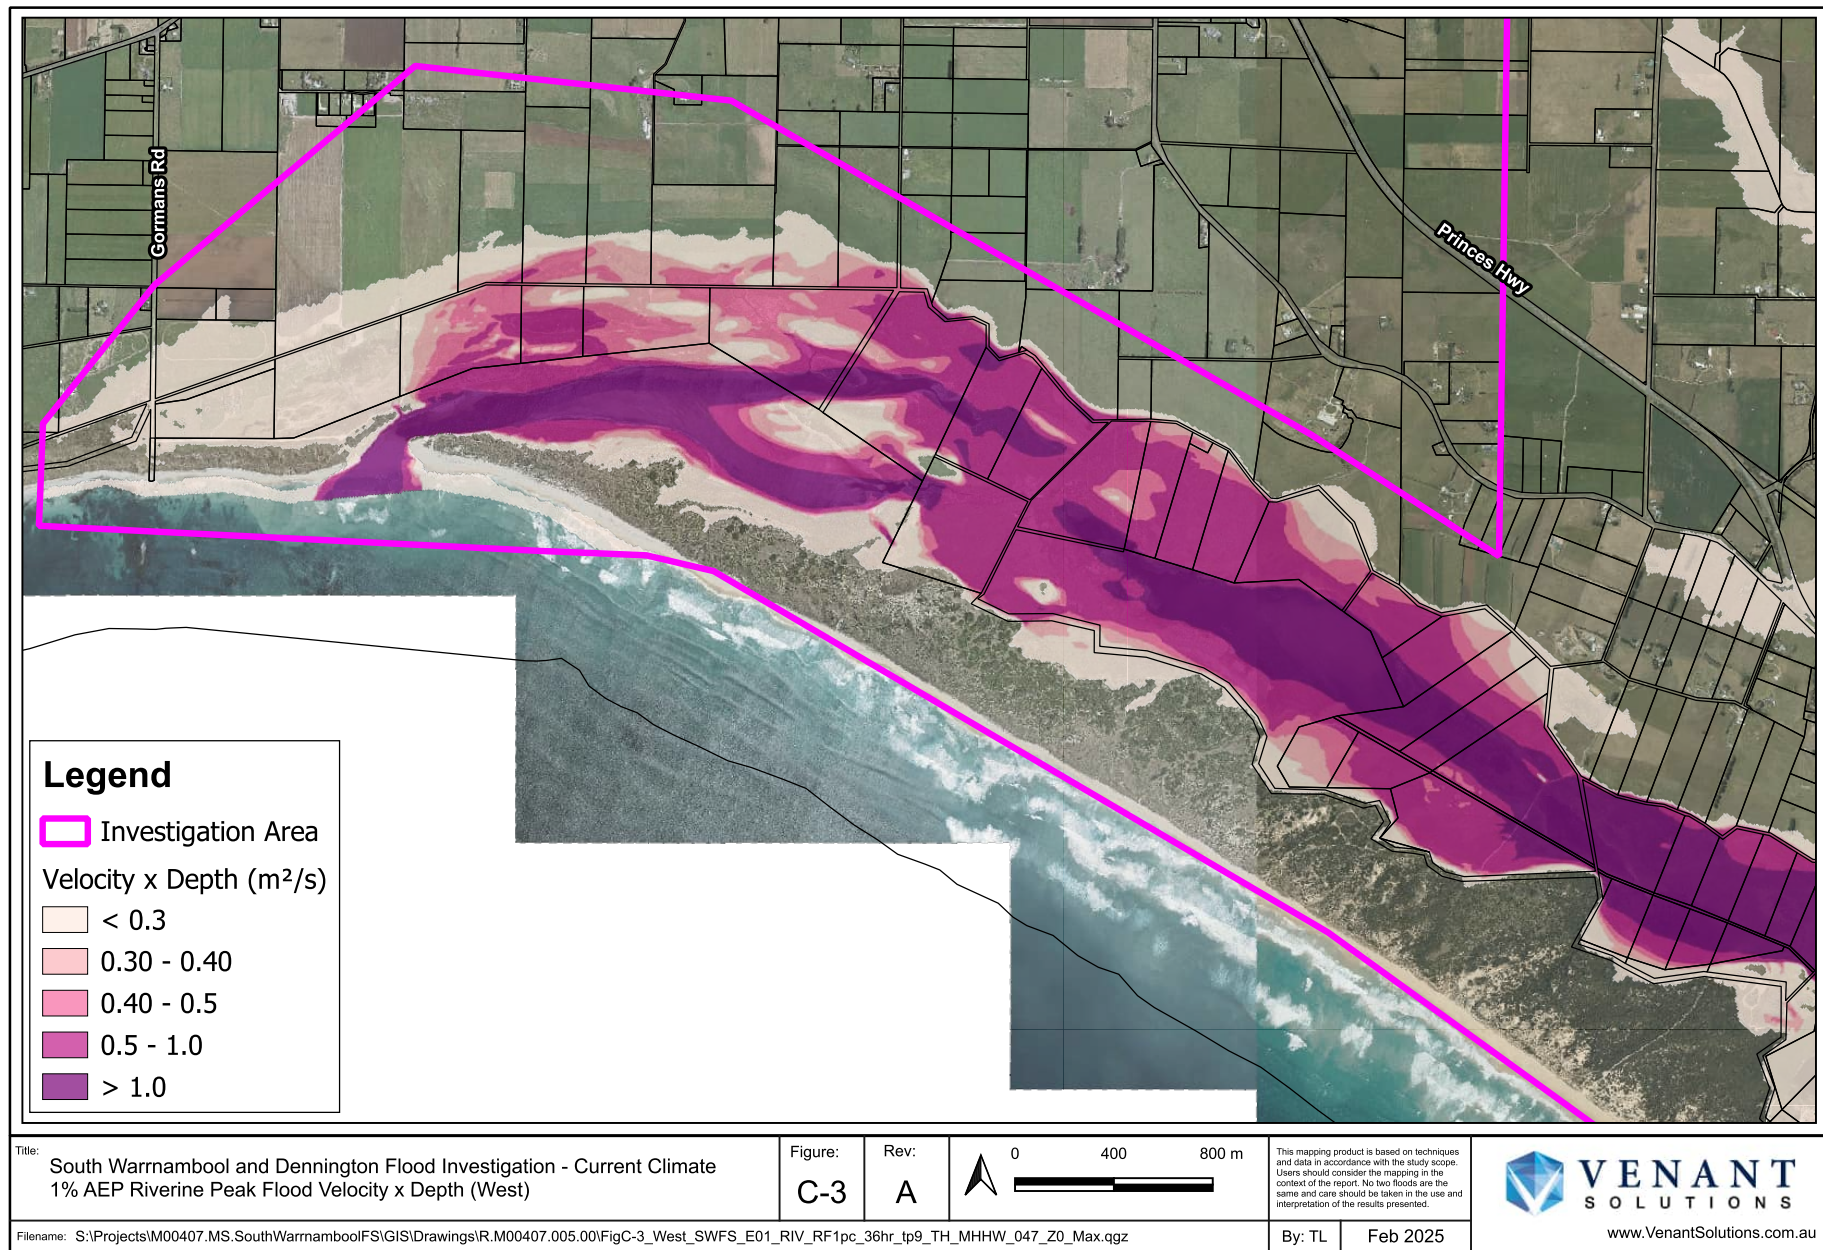 Gormans Rd
Princes Hwy
Legend
Investigation Area
Velocity x Depth (m²/s)
< 0.3
0.30 - 0.40
0.40 - 0.5
0.5 - 1.0
> 1.0
Title:
South Warrnambool and Dennington Flood Investigation - Current Climate
1% AEP Riverine Peak Flood Velocity x Depth (West)
Figure:
C-3
Rev:
A
0 400 800 m
This mapping product is based on techniques
and data in accordance with the study scope.
Users should consider the mapping in the
context of the report. No two floods are the
same and care should be taken in the use and
interpretation of the results presented.
VENANT
SOLUTIONS
www.VenantSolutions.com.au
Filename: S:\Projects\M00407.MS.SouthWarrnamboolFS\GIS\Drawings\R.M00407.005.00\FigC-3_West_SWFS_E01_RIV_RF1pc_36hr_tp9_TH_MHHW_047_Z0_Max.qgz
By: TL
Feb 2025